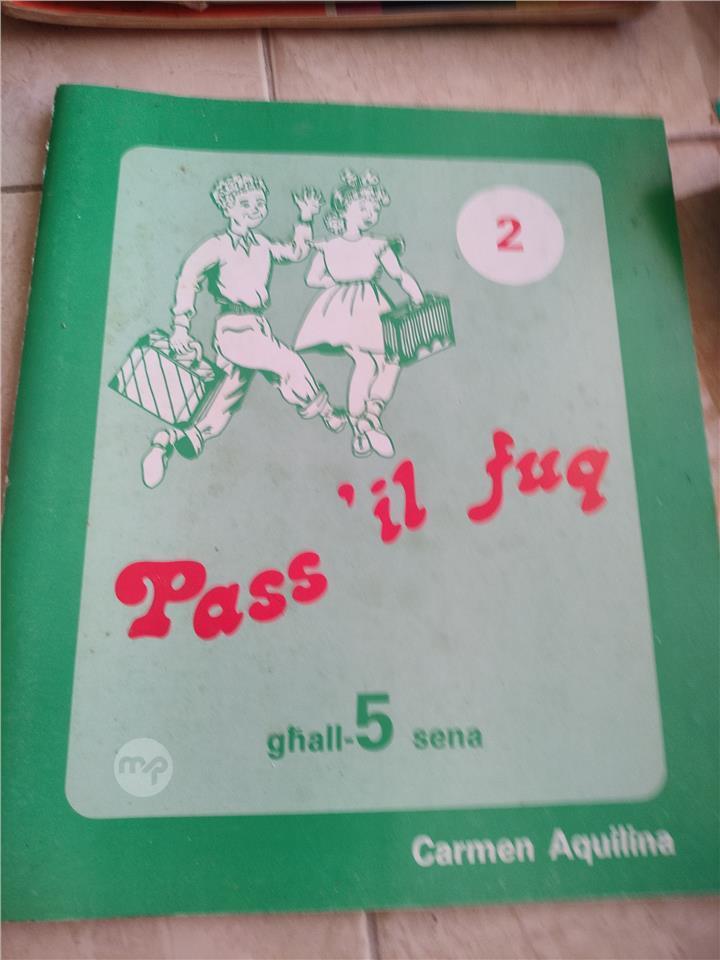 2
Pass 'il fuq
għall-5 sena
mp
Carmen Aquilina